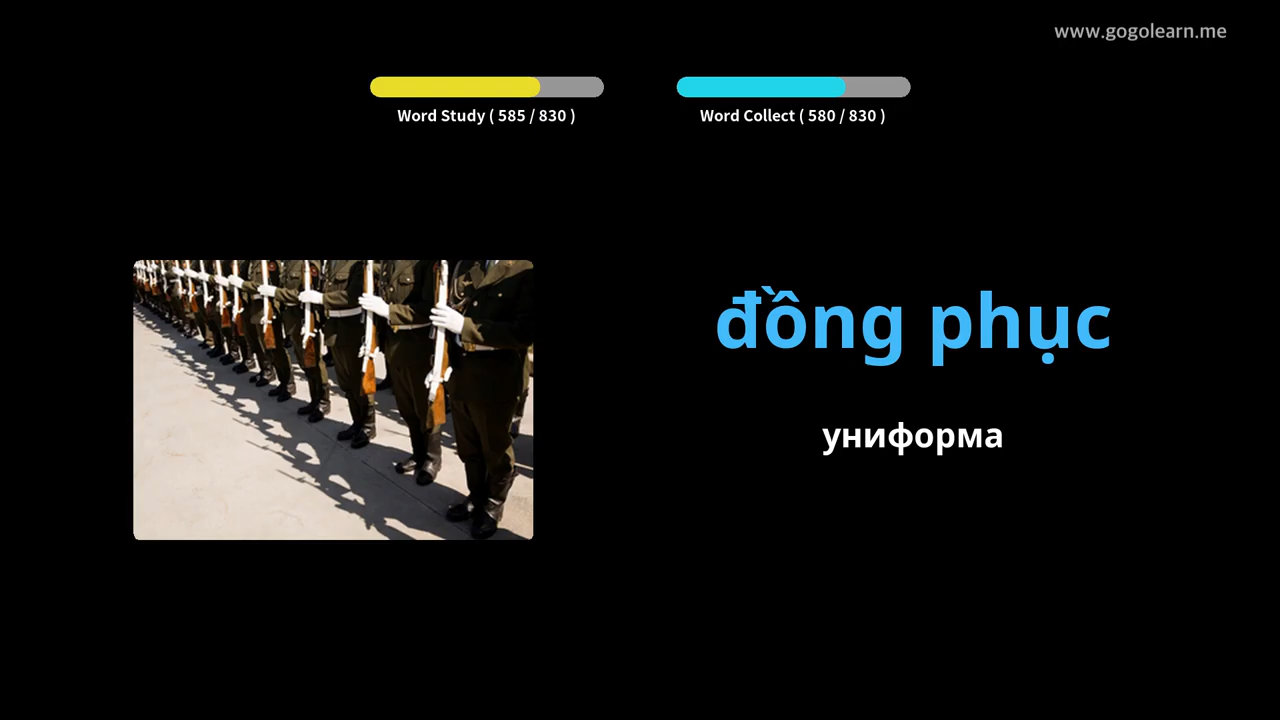 www.gogolearn.me
Word Study ( 585 / 830 )
Word Collect ( 580 / 830 )
đồng phục
униформа